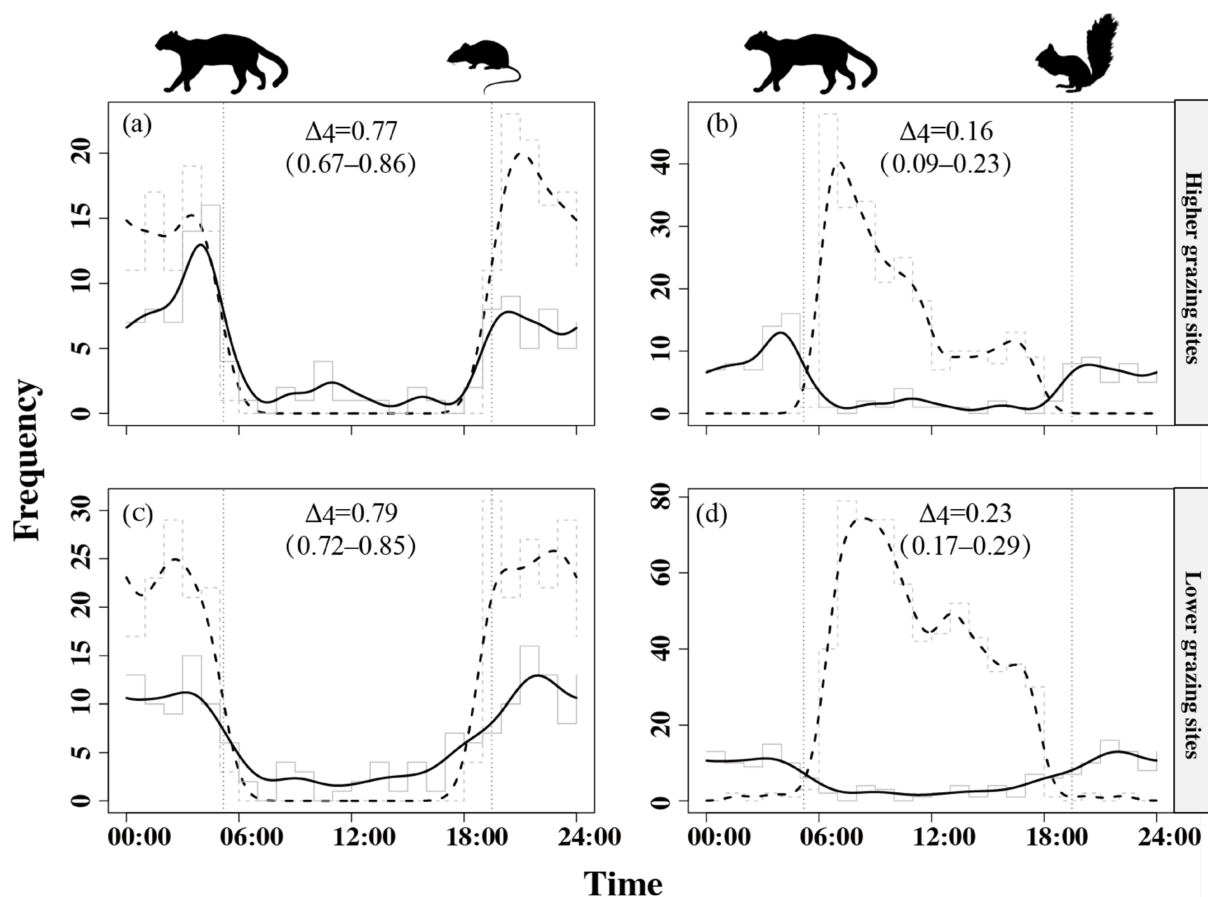 (a)
Δ4=0.77
(0.67–0.86)
20
15
10
5
0
(b)
Δ4=0.16
(0.09–0.23)
40
30
20
10
0
Higher grazing sites
Frequency
(c)
Δ4=0.79
(0.72–0.85)
30
25
20
15
10
5
0
00:00 06:00 12:00 18:00 24:00
(d)
Δ4=0.23
(0.17–0.29)
80
60
40
20
0
00:00 06:00 12:00 18:00 24:00
Lower grazing sites
Time